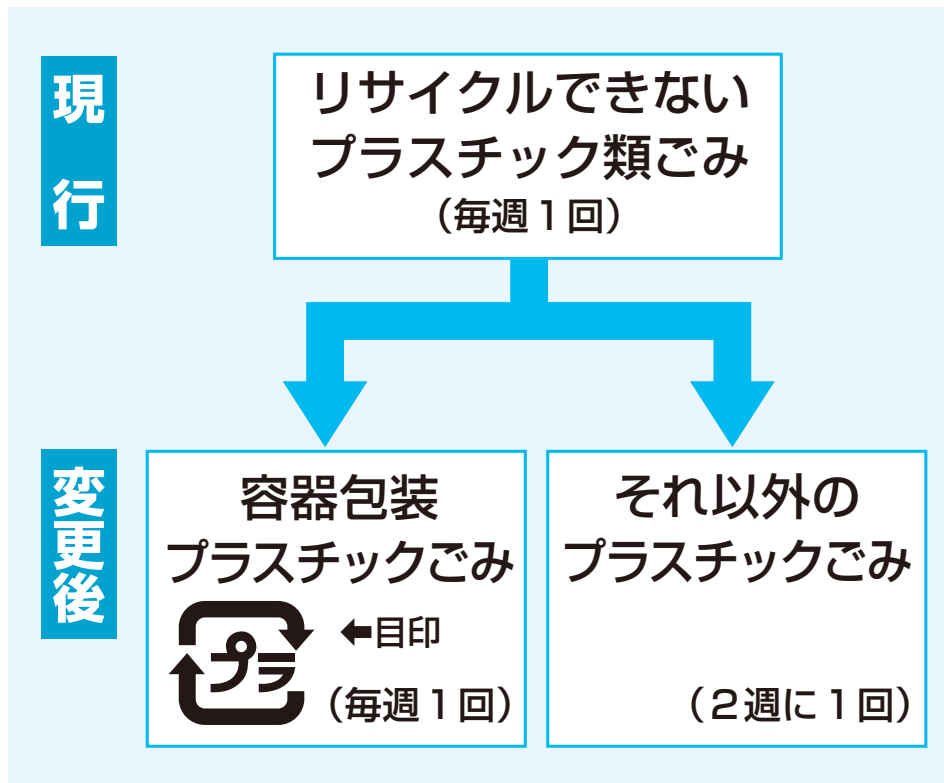 現行
リサイクルできない
プラスチック類ごみ
（毎週１回）
変更後
容器包装
プラスチックごみ
プラ
⬅目印
（毎週１回）
それ以外の
プラスチックごみ
（２週に１回）